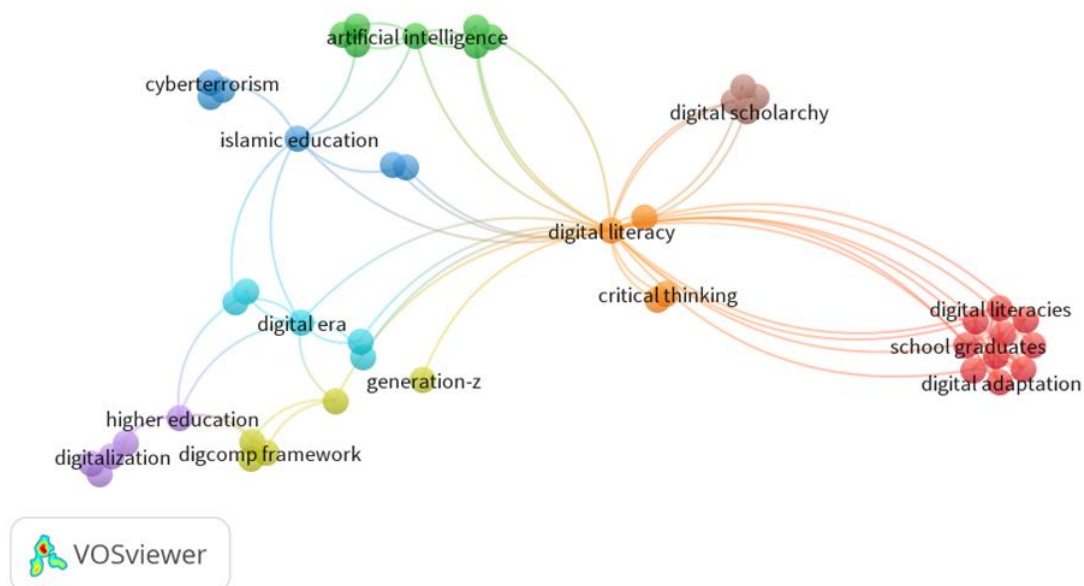 artificial intelligence
cyberterrorism
digital scholarchy
islamic education
digital literacy
critical thinking
digital literacies
digital era
school graduates
generation-z
digital adaptation
higher education
digitalization
digcomp framework
VOSviewer